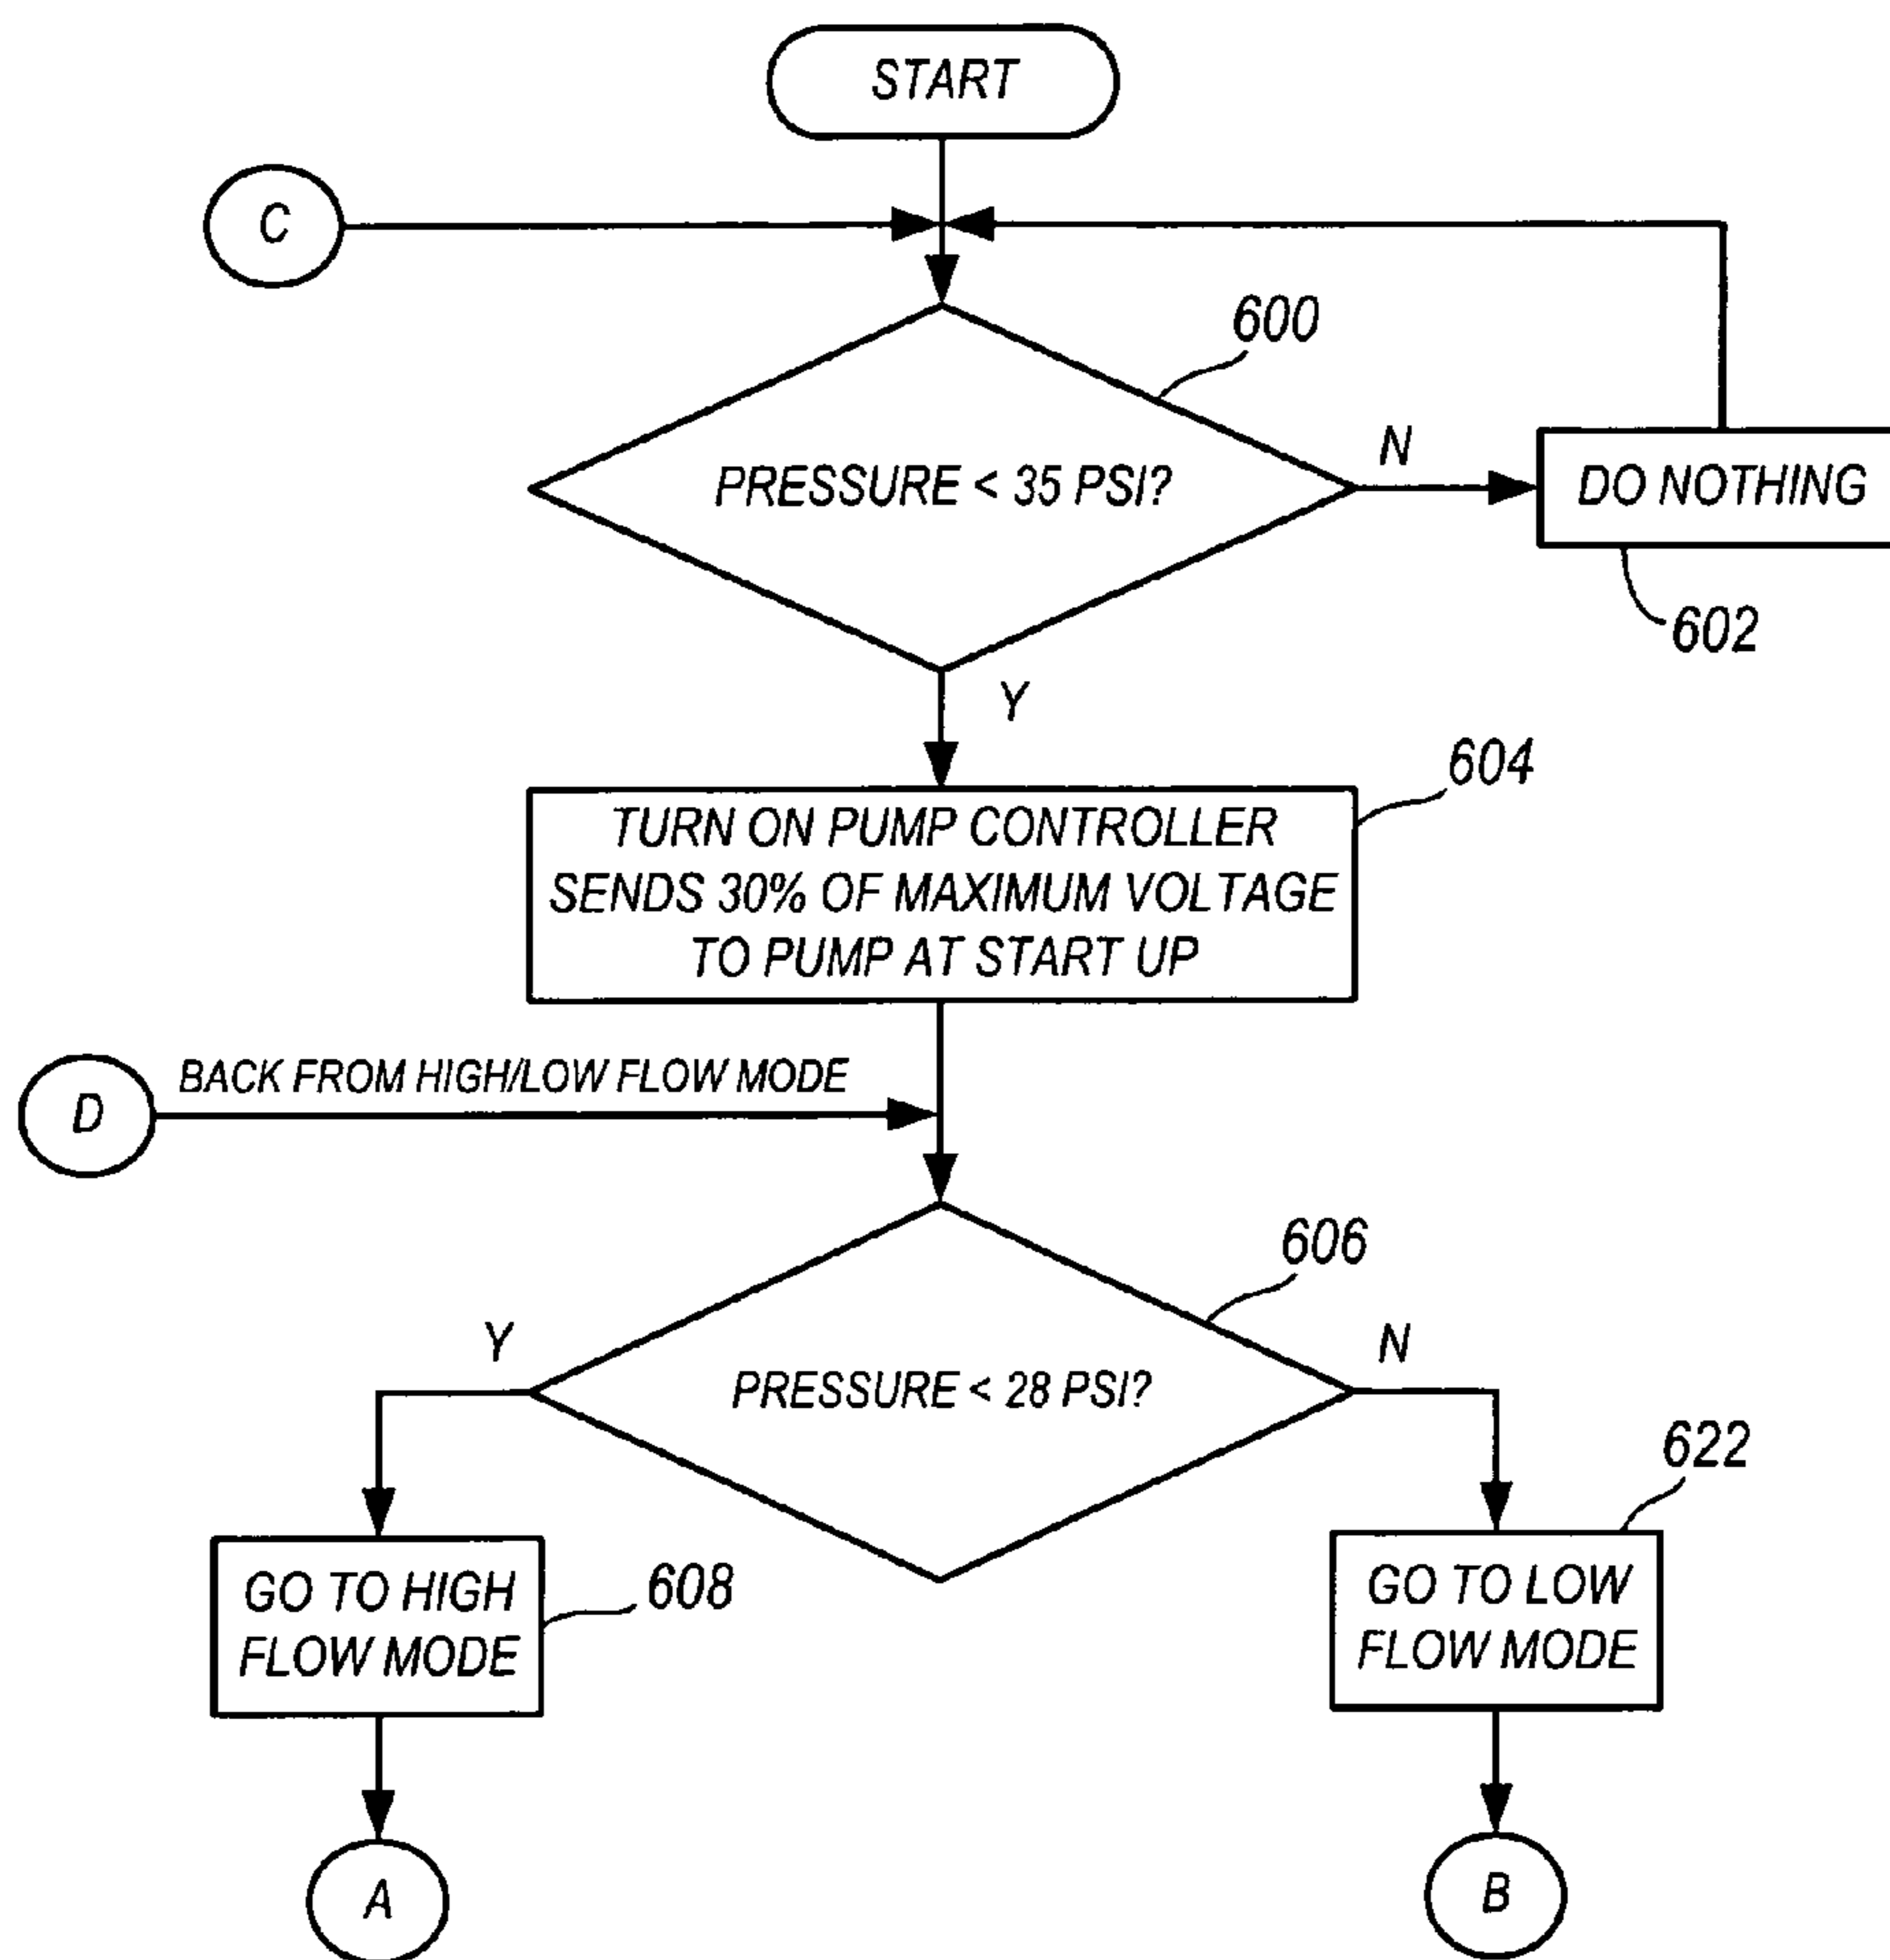 START
C
600
PRESSURE < 35 PSI?
N
DO NOTHING
602
Y
604
TURN ON PUMP CONTROLLER
SENDS 30% OF MAXIMUM VOLTAGE
TO PUMP AT START UP
D
BACK FROM HIGH/LOW FLOW MODE
606
Y
PRESSURE < 28 PSI?
N
622
GO TO HIGH
FLOW MODE
608
GO TO LOW
FLOW MODE
A
B